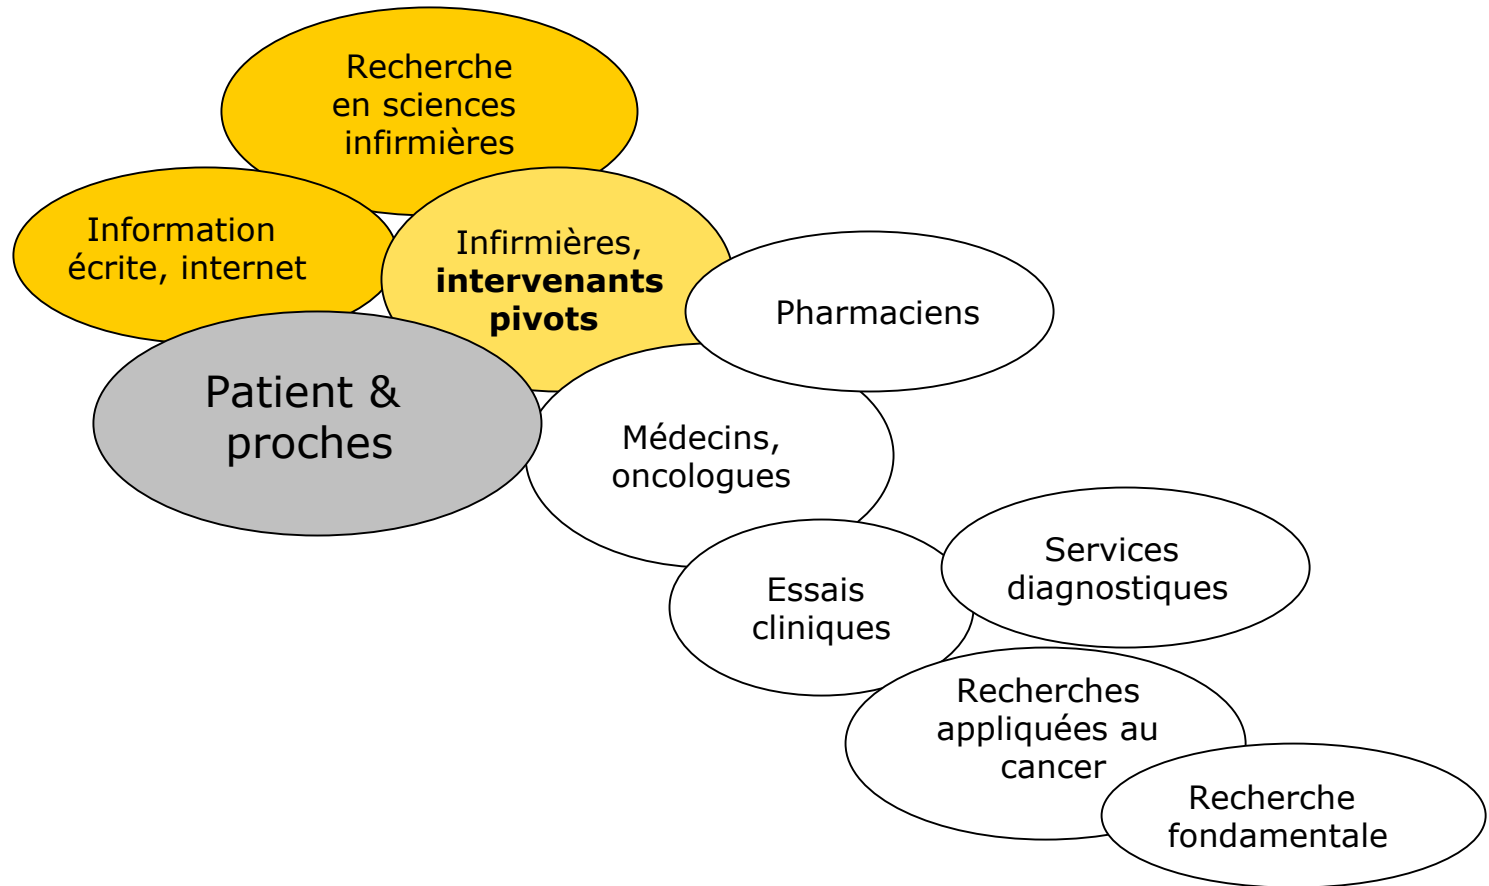 Recherche
en sciences
infirmières
Information
écrite, internet
Infirmières,
intervenants
pivots
Pharmaciens
Patient &
proches
Médecins,
oncologues
Essais
cliniques
Services
diagnostiques
Recherches
appliquées au
cancer
Recherche
fondamentale